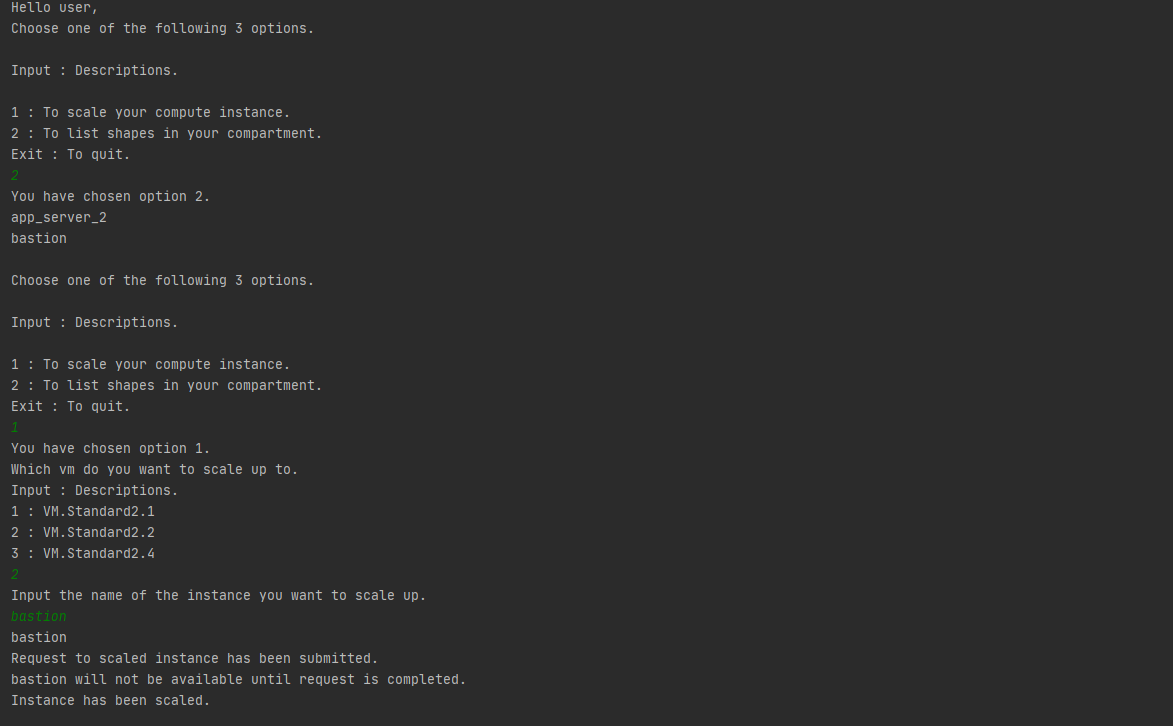 Hello user,
Choose one of the following 3 options.
Input : Descriptions.
1 : To scale your compute instance.
2 : To list shapes in your compartment.
Exit : To quit.
2
You have chosen option 2.
app_server_2
bastion
Choose one of the following 3 options.
Input : Descriptions.
1 : To scale your compute instance.
2 : To list shapes in your compartment.
Exit : To quit.
1
You have chosen option 1.
Which vm do you want to scale up to.
Input : Descriptions.
1 : VM.Standard2.1
2 : VM.Standard2.2
3 : VM.Standard2.4
2
Input the name of the instance you want to scale up.
bastion
bastion
Request to scaled instance has been submitted.
bastion will not be available until request is completed.
Instance has been scaled.